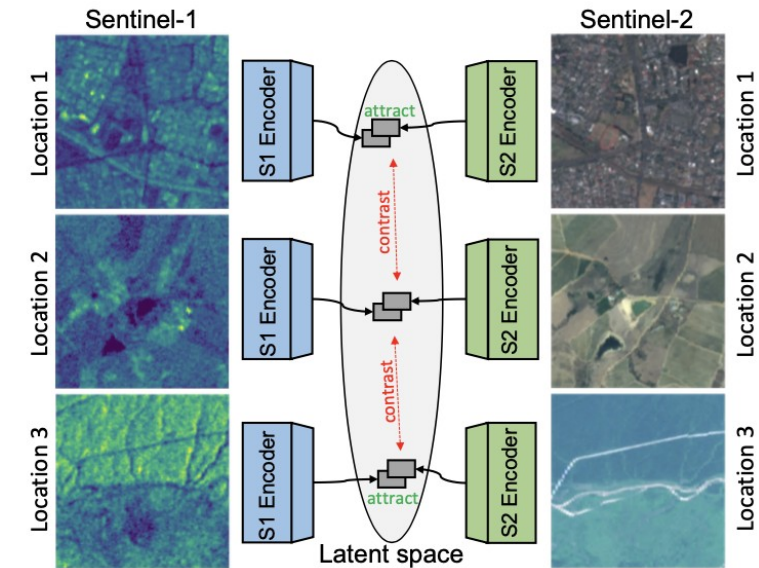 Sentinel-1
Sentinel-2
Location 1
S1 Encoder
attract
S2 Encoder
Location 1
contrast
Location 2
S1 Encoder
S2 Encoder
Location 2
contrast
Location 3
S1 Encoder
attract
S2 Encoder
Location 3
Latent space